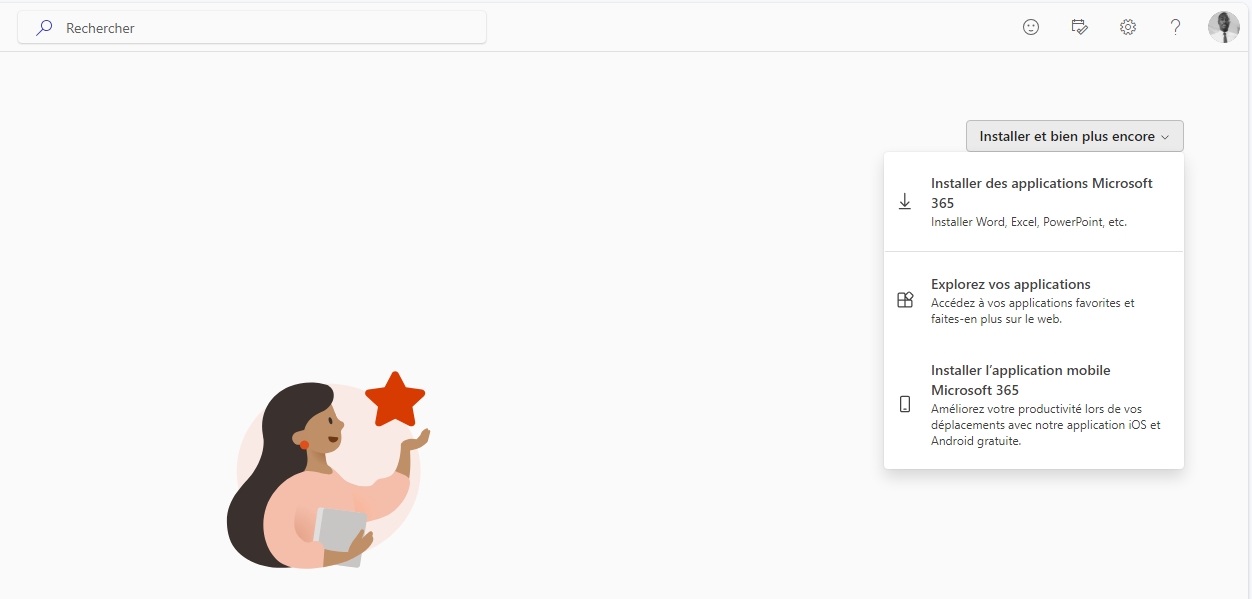 Rechercher
Installer et bien plus encore
Installer des applications Microsoft
365
Installer Word, Excel, PowerPoint, etc.
Explorez vos applications
Accédez à vos applications favorites et
faites-en plus sur le web.
Installer l’application mobile
Microsoft 365
Améliorez votre productivité lors de vos
déplacements avec notre application iOS et
Android gratuite.